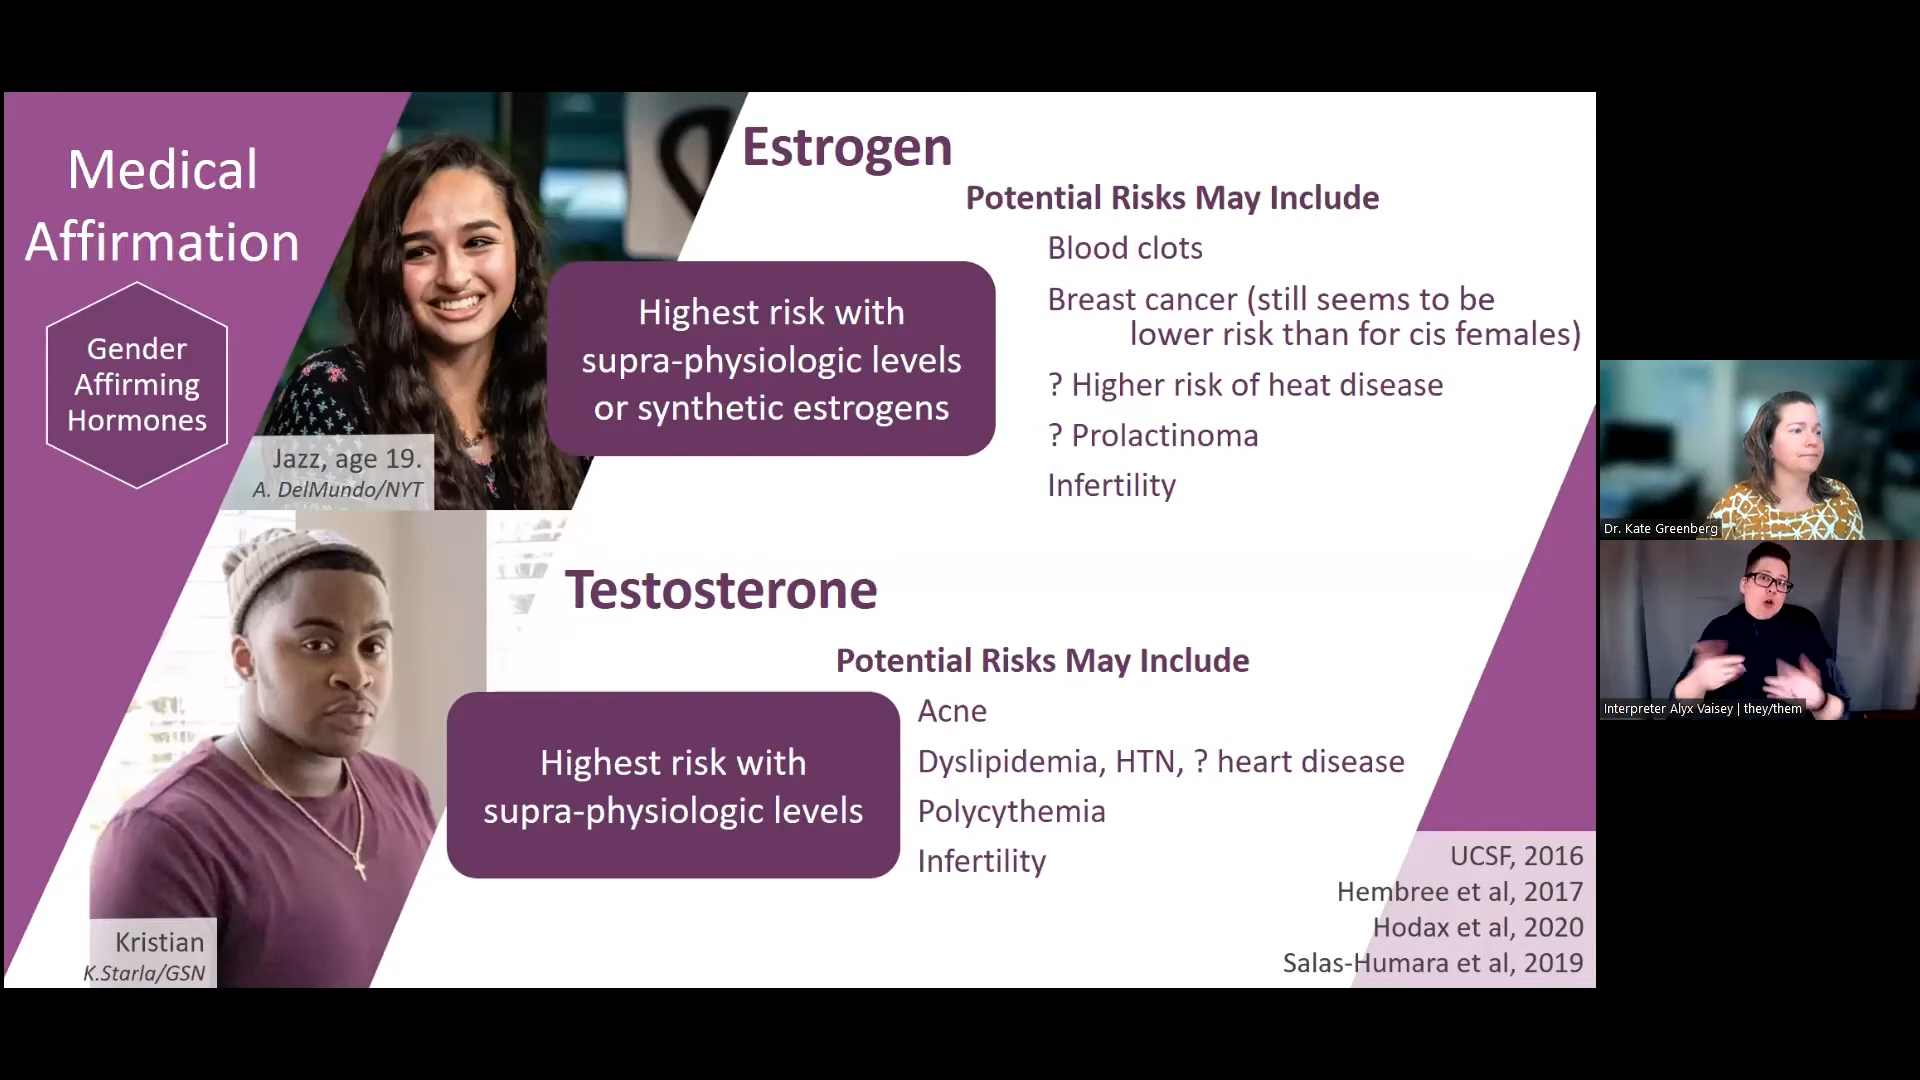 Medical
Affirmation
Gender
Affirming
Hormones
Jazz, age 19.
A. DelMundo/NYT
Estrogen
Potential Risks May Include
Highest risk with
supra-physiologic levels
or synthetic estrogens
Blood clots
Breast cancer (still seems to be
lower risk than for cis females)
? Higher risk of heat disease
? Prolactinoma
Infertility
Testosterone
Potential Risks May Include
Highest risk with
supra-physiologic levels
Acne
Dyslipidemia, HTN, ? heart disease
Polycythemia
Infertility
Kristian
K.Starla/GSN
UCSF, 2016
Hembree et al, 2017
Hodax et al, 2020
Salas-Humara et al, 2019
Dr. Kate Greenberg
Interpreter Alyx Vaisey | they/them